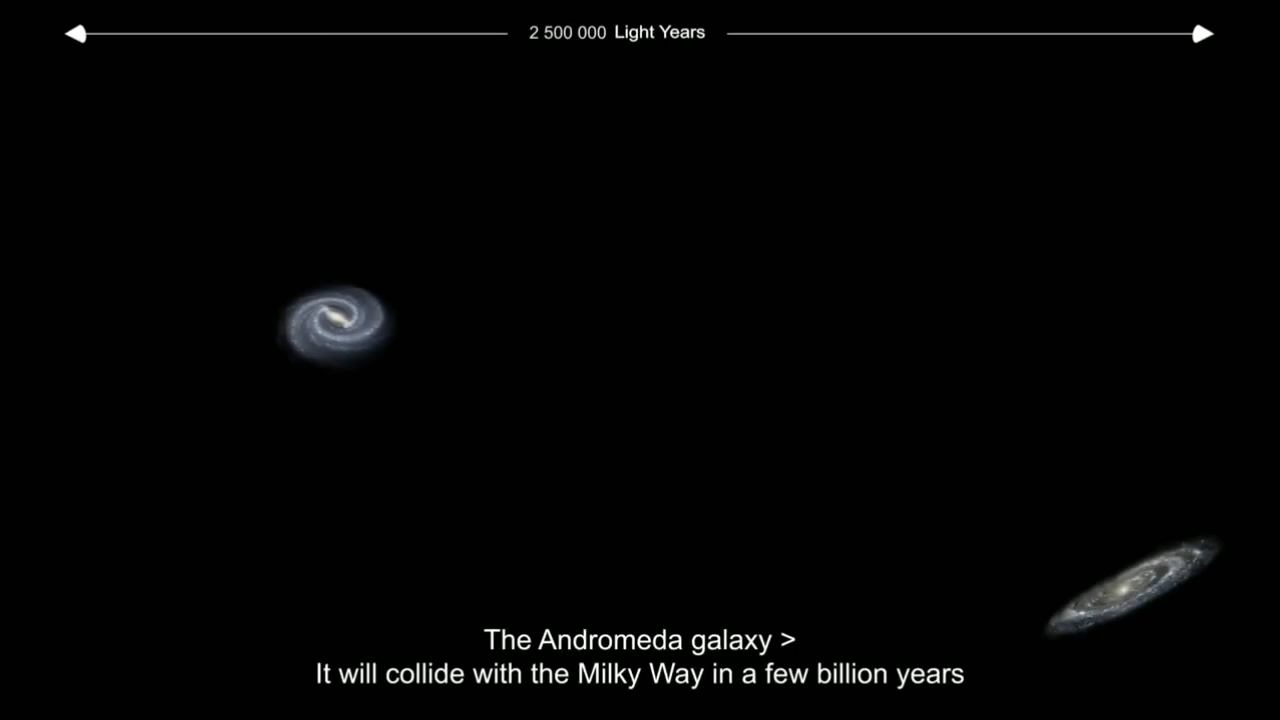 2 500 000 Light Years
The Andromeda galaxy >
It will collide with the Milky Way in a few billion years